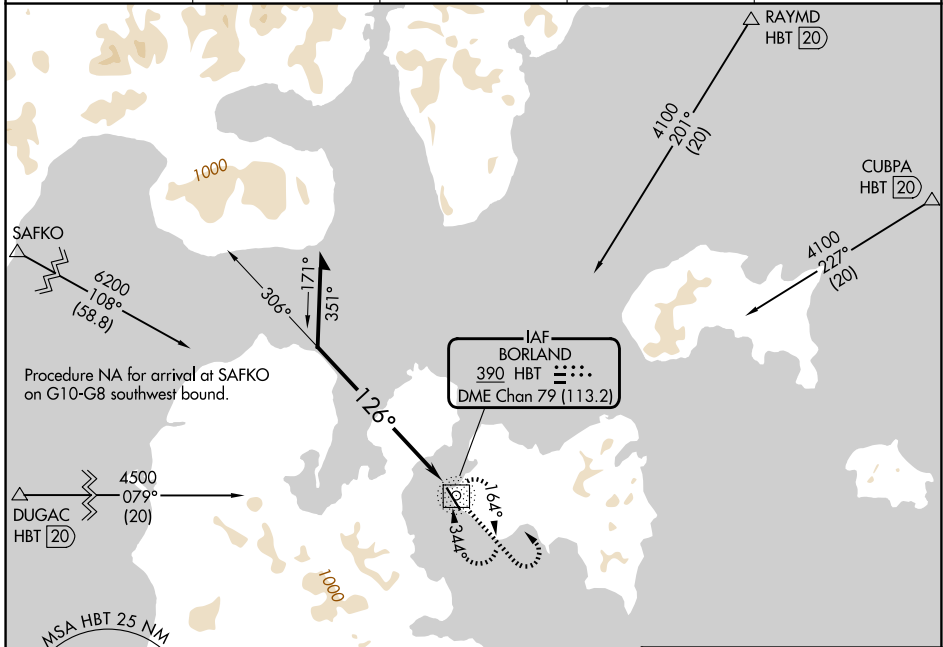 RAYMD
HBT 20
4100
201°
(20)
CUBPA
HBT 20
4100
227°
(20)
1000
SAFKO
6200
108°
(58.8)
306°
171°
351°
Procedure NA for arrival at SAFKO
on G10-G8 southwest bound.
IAF
BORLAND
390 HBT
DME Chan 79 (113.2)
126°
4500
079°
(20)
DUGAC
HBT 20
164°
344°
1000
MSA HBT 25 NM